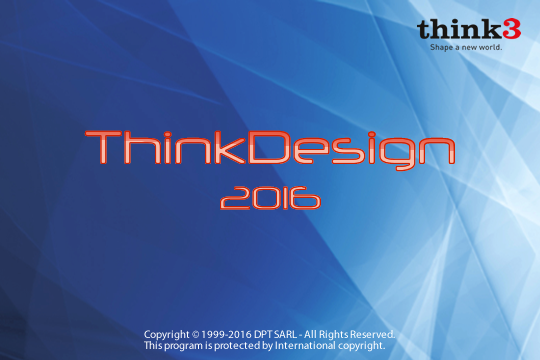 think3
Shape a new world.
ThinkDesign
2016
Copyright © 1999-2016 DPT SARL - All Rights Reserved.
This program is protected by International copyright.